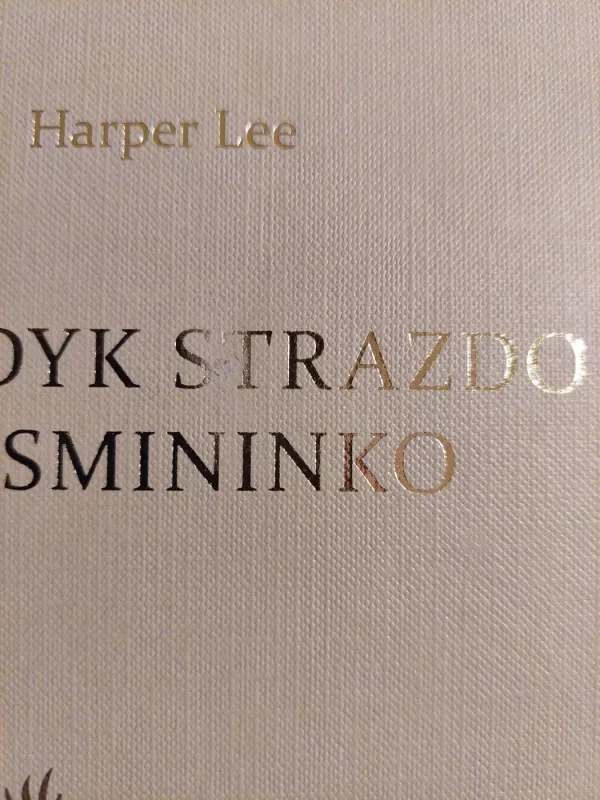 Harper Lee
DYK STRAZDO
SMININKO